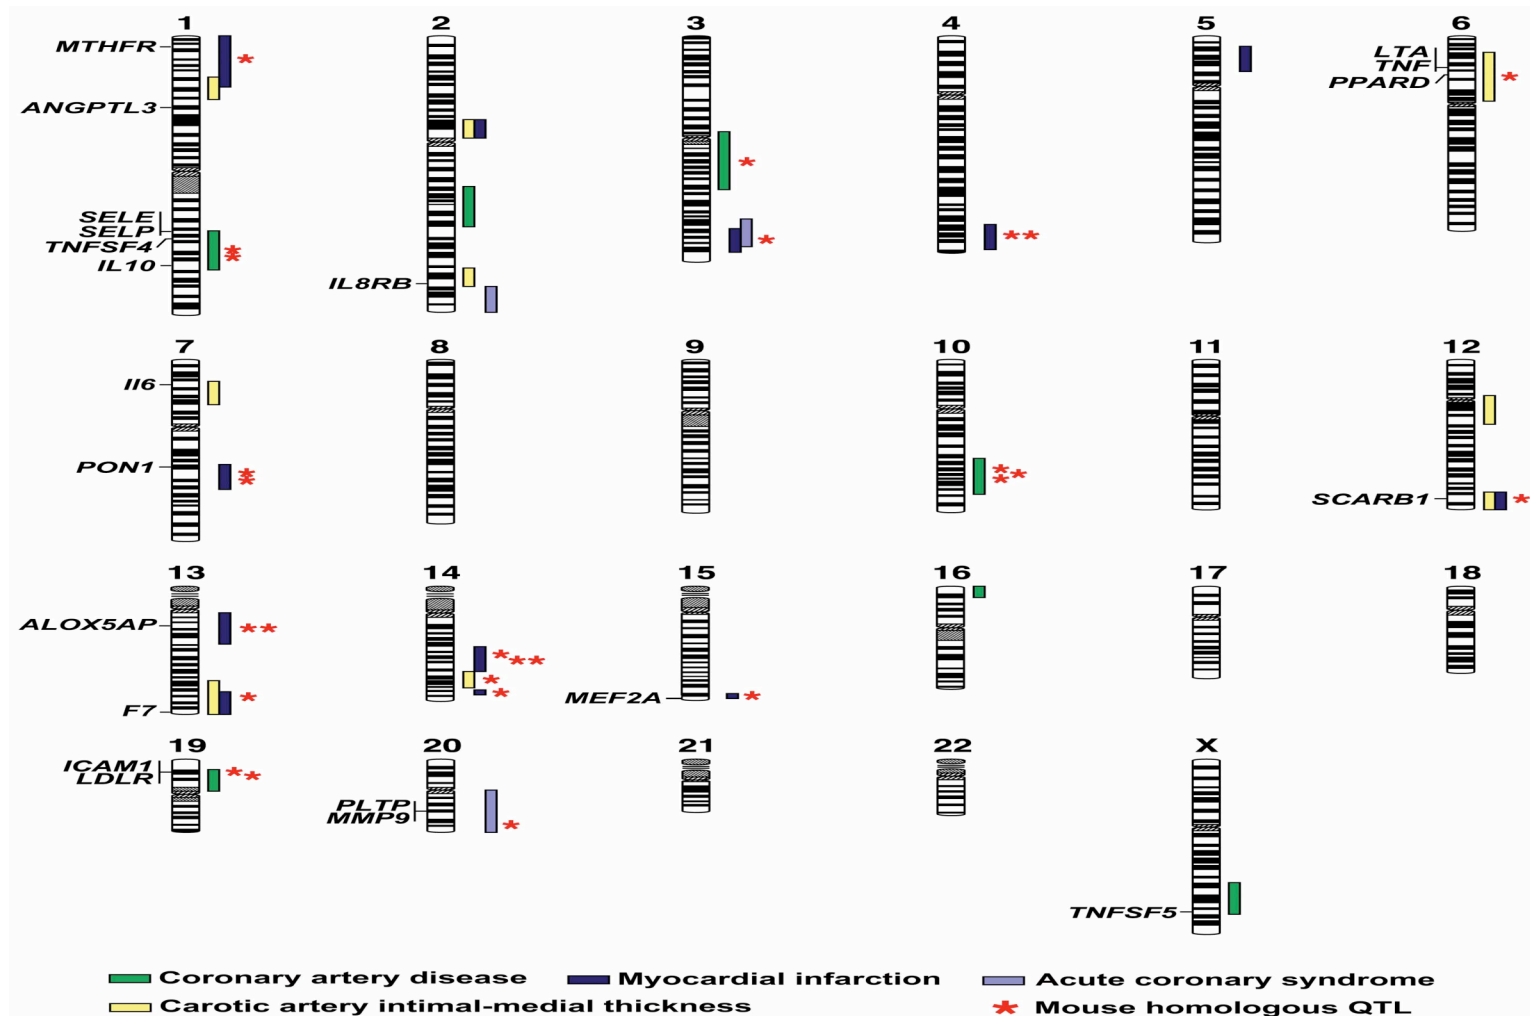 1 2 3 4 5 6
MTHFR
ANGPTL3
SELE
SELP
TNFSF4
IL10
IL8RB
LTA
TNF
PPARD
7 8 9 10 11 12
Il6
PON1
SCARB1
13 14 15 16 17 18
ALOX5AP
F7
MEF2A
19 20 21 22 X
ICAM1
LDLR
PLTP
MMP9
TNFSF5
Coronary artery disease Myocardial infarction Acute coronary syndrome
Carotic artery intimal-medial thickness * Mouse homologous QTL